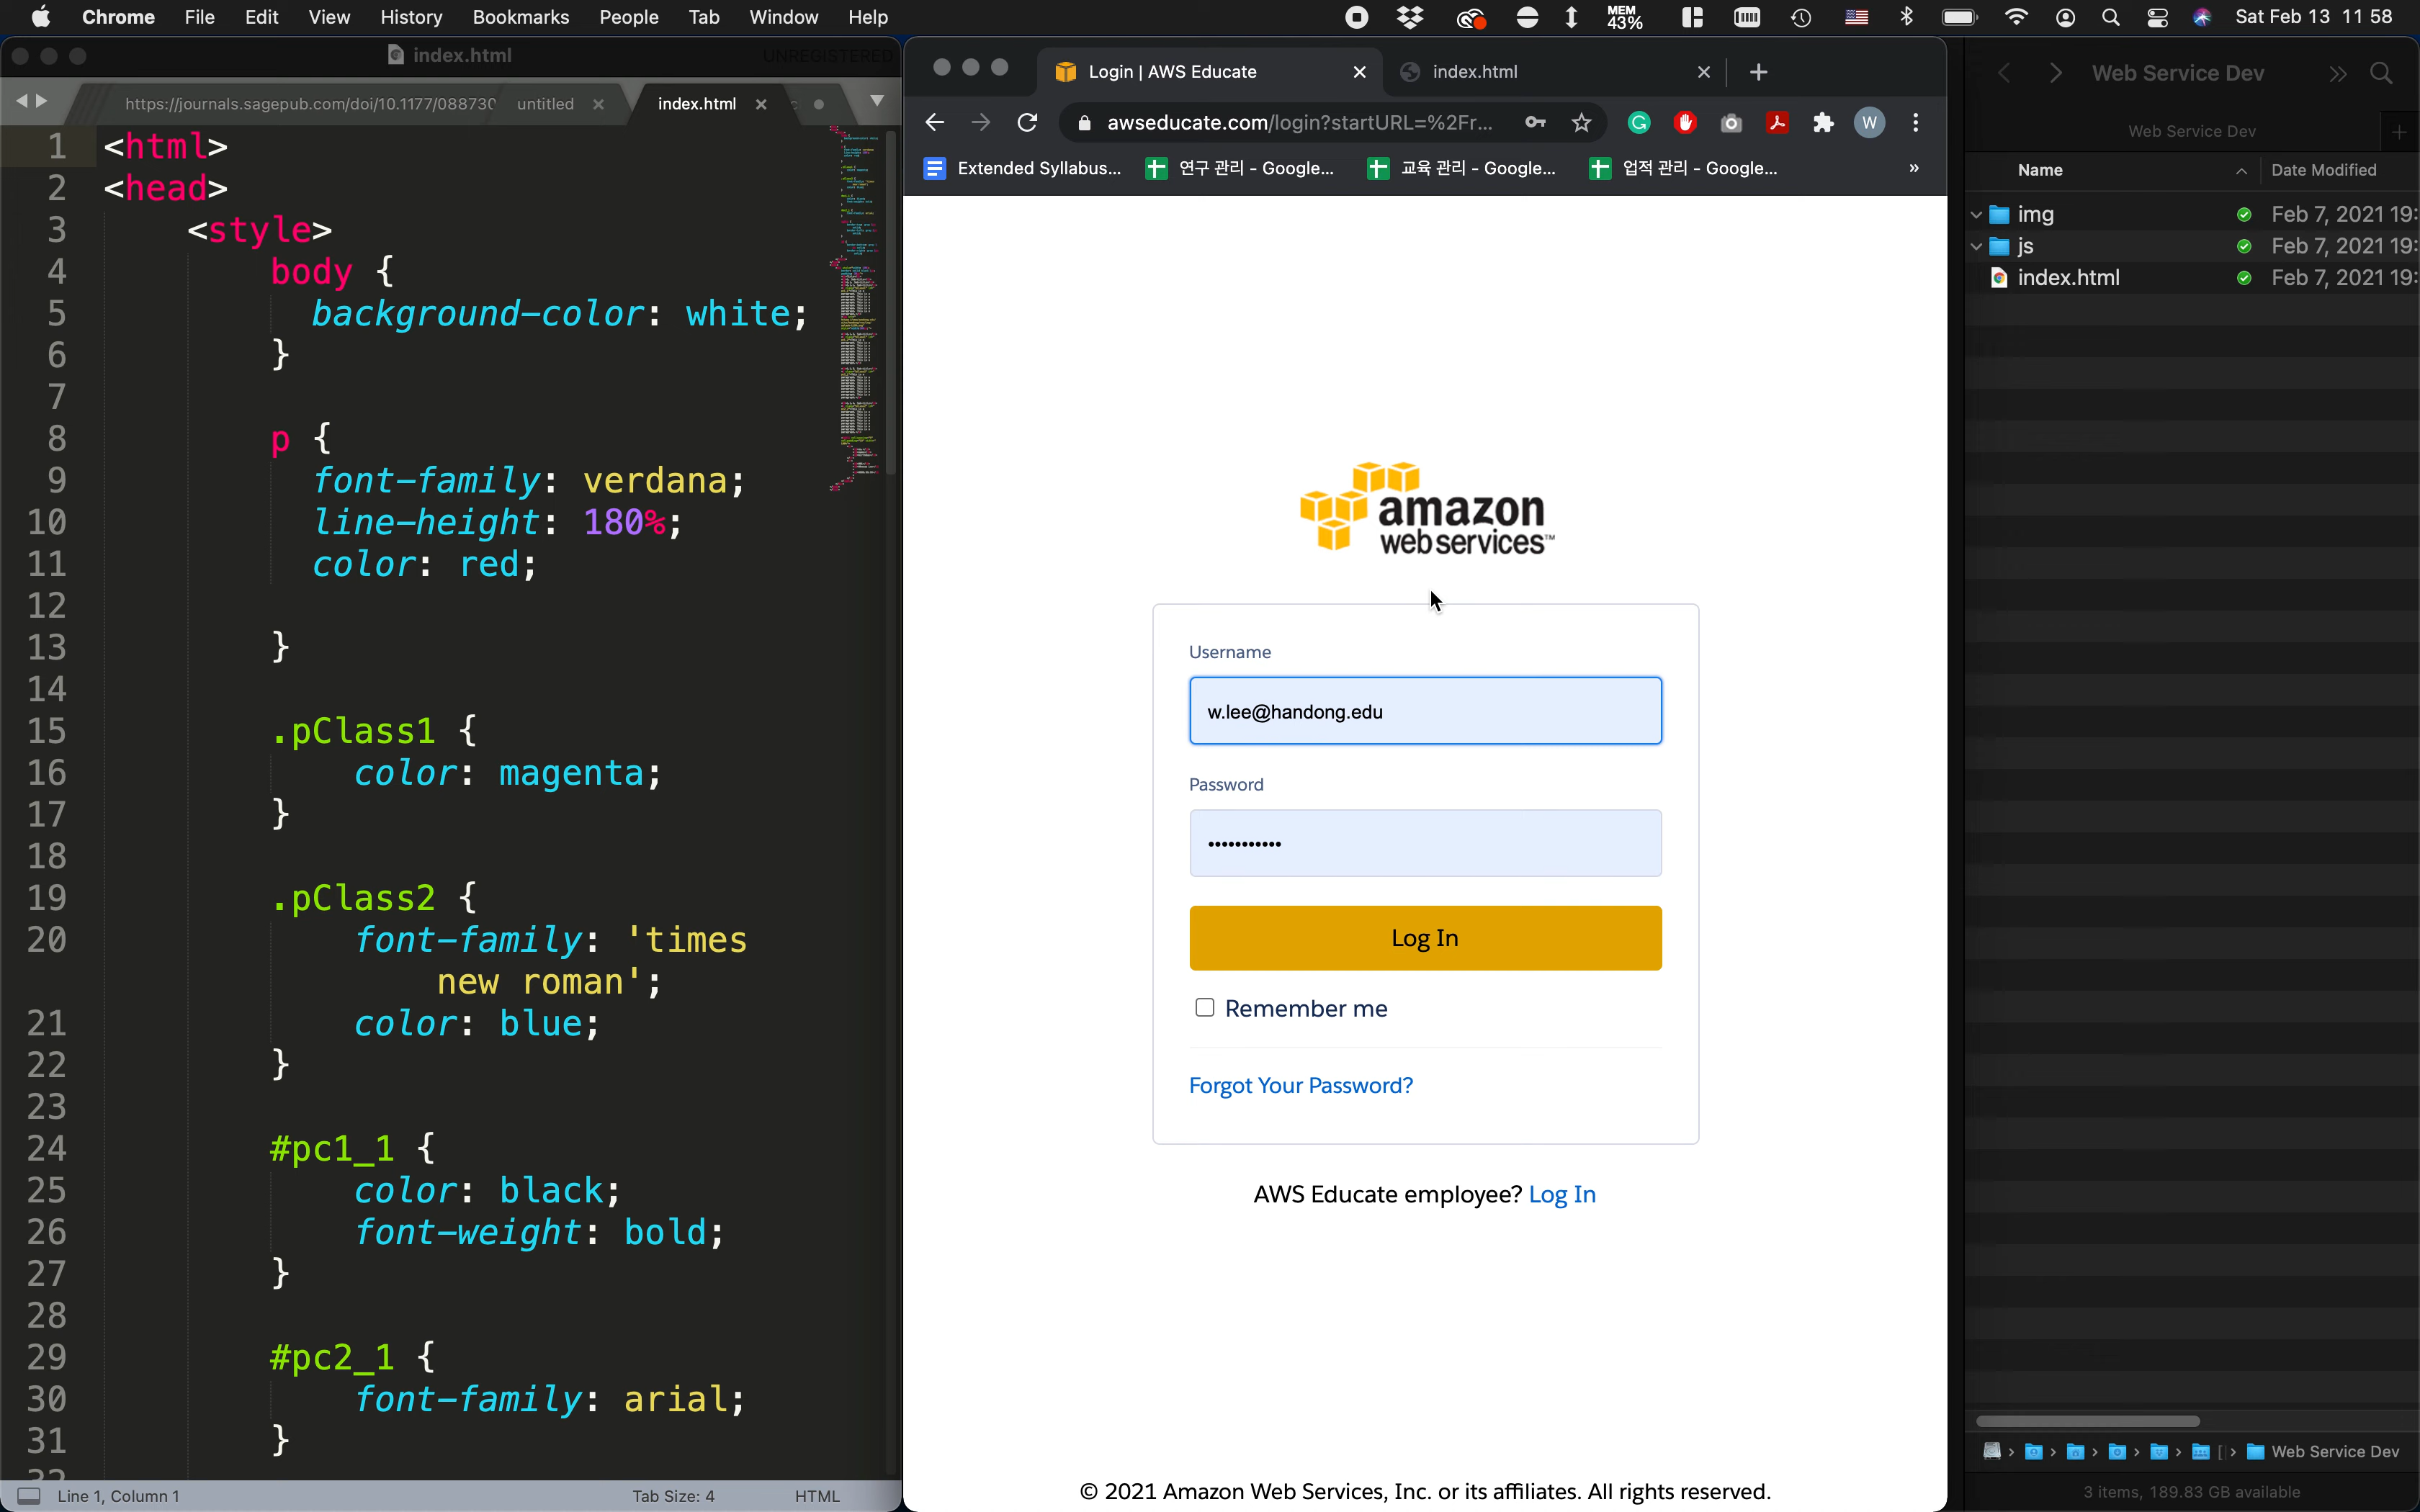 Chrome File Edit View History Bookmarks People Tab Window Help
MEM 43%
Sat Feb 13 11 58
index.html
UNREGISTERED
https://journals.sagepub.com/doi/10.1177/088730
untitled
index.html
1 <html>
2 <head>
3 <style>
4 body {
5 background-color: white;
6 }
7
8 p {
9 font-family: verdana;
10 line-height: 180%;
11 color: red;
12
13 }
14
15 .pClass1 {
16 color: magenta;
17 }
18
19 .pClass2 {
20 font-family: 'times
new roman';
21 color: blue;
22 }
23
24 #pc1_1 {
25 color: black;
26 font-weight: bold;
27 }
28
29 #pc2_1 {
30 font-family: arial;
31 }
32
Line 1, Column 1
Tab Size: 4
HTML
Login | AWS Educate
index.html
awseducate.com/login?startURL=%2Fr...
W
Extended Syllabus...
연구 관리 - Google...
교육 관리 - Google...
업적 관리 - Google...
amazon
webservices™
Username
w.lee@handong.edu
Password
•••••••••••
Log In
Remember me
Forgot Your Password?
AWS Educate employee? Log In
© 2021 Amazon Web Services, Inc. or its affiliates. All rights reserved.
Web Service Dev
Web Service Dev
Name
Date Modified
img Feb 7, 2021 19:
js Feb 7, 2021 19:
index.html Feb 7, 2021 19:
Web Service Dev
3 items, 189.83 GB available